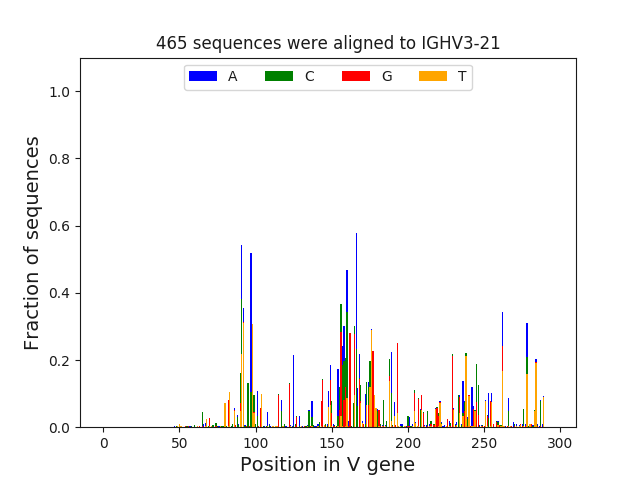 465 sequences were aligned to IGHV3-21
A C G T
1.0
0.8
0.6
0.4
0.2
0.0
Fraction of sequences
0 50 100 150 200 250 300
Position in V gene